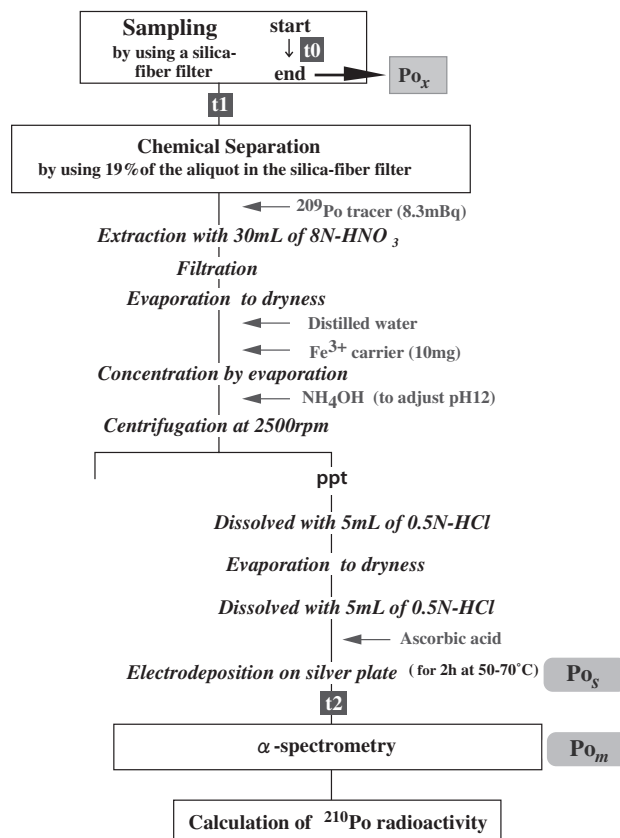 Sampling start
by using a silica- ↓ t0
fiber filter end Po_x
t1
Chemical Separation
by using 19% of the aliquot in the silica-fiber filter
²⁰⁹Po tracer (8.3mBq)
Extraction with 30mL of 8N-HNO₃
Filtration
Evaporation to dryness
Distilled water
Fe³⁺ carrier (10mg)
Concentration by evaporation
NH₄OH (to adjust pH12)
Centrifugation at 2500rpm
ppt
Dissolved with 5mL of 0.5N-HCl
Evaporation to dryness
Dissolved with 5mL of 0.5N-HCl
Ascorbic acid
Electrodeposition on silver plate (for 2h at 50-70˚C) Po_s
t2
α-spectrometry Po_m
Calculation of ²¹⁰Po radioactivity